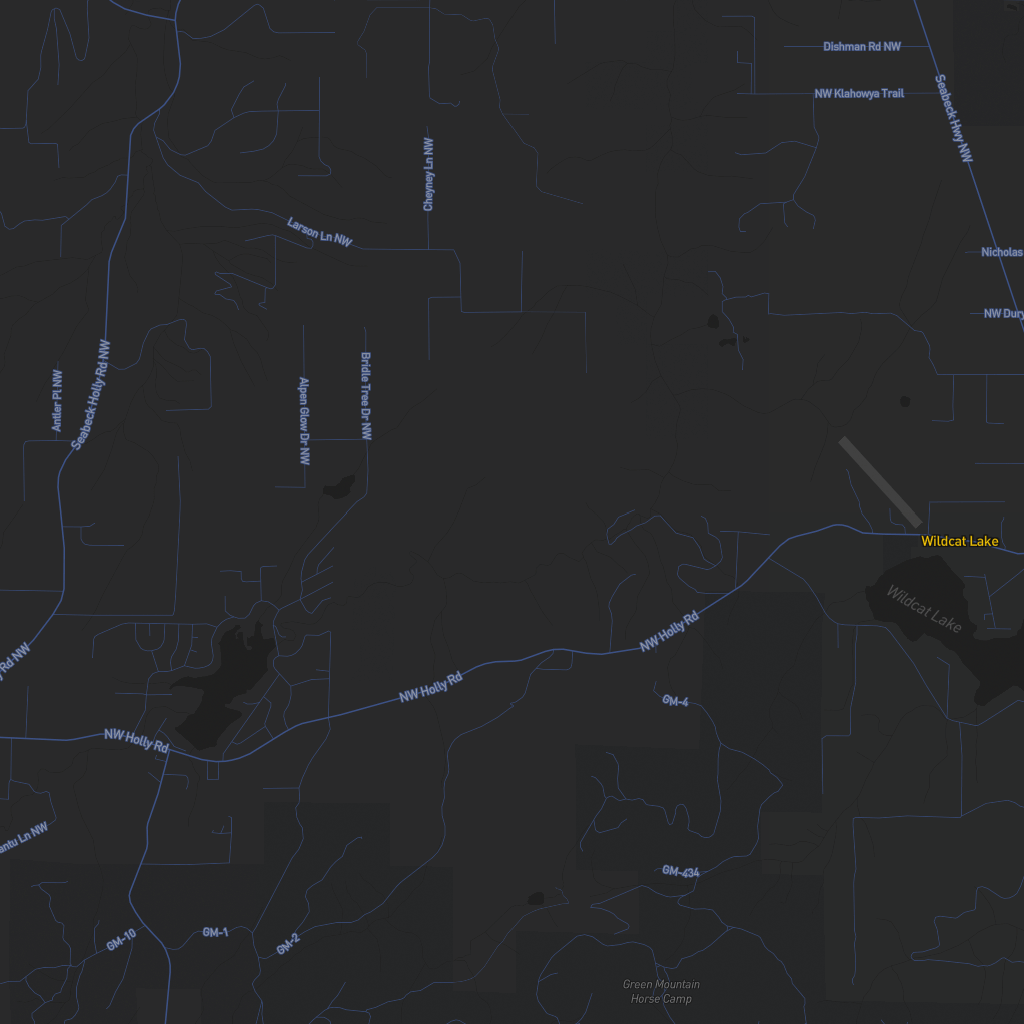 Dishman Rd NW
NW Klahowya Trail
Seabeck Hwy NW
Cheyney Ln NW
Larson Ln NW
Nicholas
NW Dury
Seabeck Holly Rd NW
Antler Pl NW
Alpen Glow Dr NW
Bridle Tree Dr NW
Wildcat Lake
Wildcat Lake
NW Holly Rd
Rd NW
NW Holly Rd
GM-4
NW Holly Rd
Ln NW
GM-434
GM-10
GM-1
GM-2
Green Mountain
Horse Camp